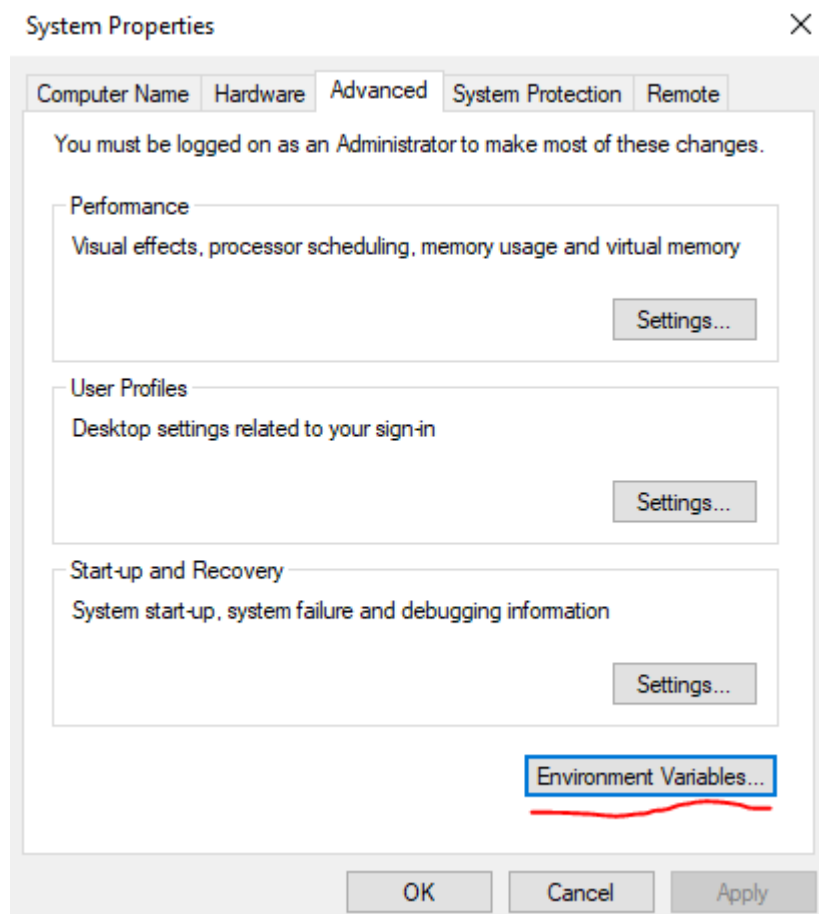 System Properties
Computer Name Hardware Advanced System Protection Remote
You must be logged on as an Administrator to make most of these changes.
Performance
Visual effects, processor scheduling, memory usage and virtual memory
Settings...
User Profiles
Desktop settings related to your sign-in
Settings...
Start-up and Recovery
System start-up, system failure and debugging information
Settings...
Environment Variables...
OK Cancel Apply